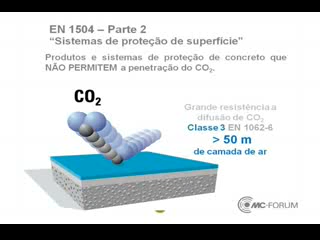 EN 1504 – Parte 2
“Sistemas de proteção de superfície”
Produtos e sistemas de proteção de concreto que
NÃO PERMITEM a penetração do CO2.
CO2
Grande resistência a
difusão de CO2
Classe 3 EN 1062-6
> 50 m
de camada de ar
MC-FORUM